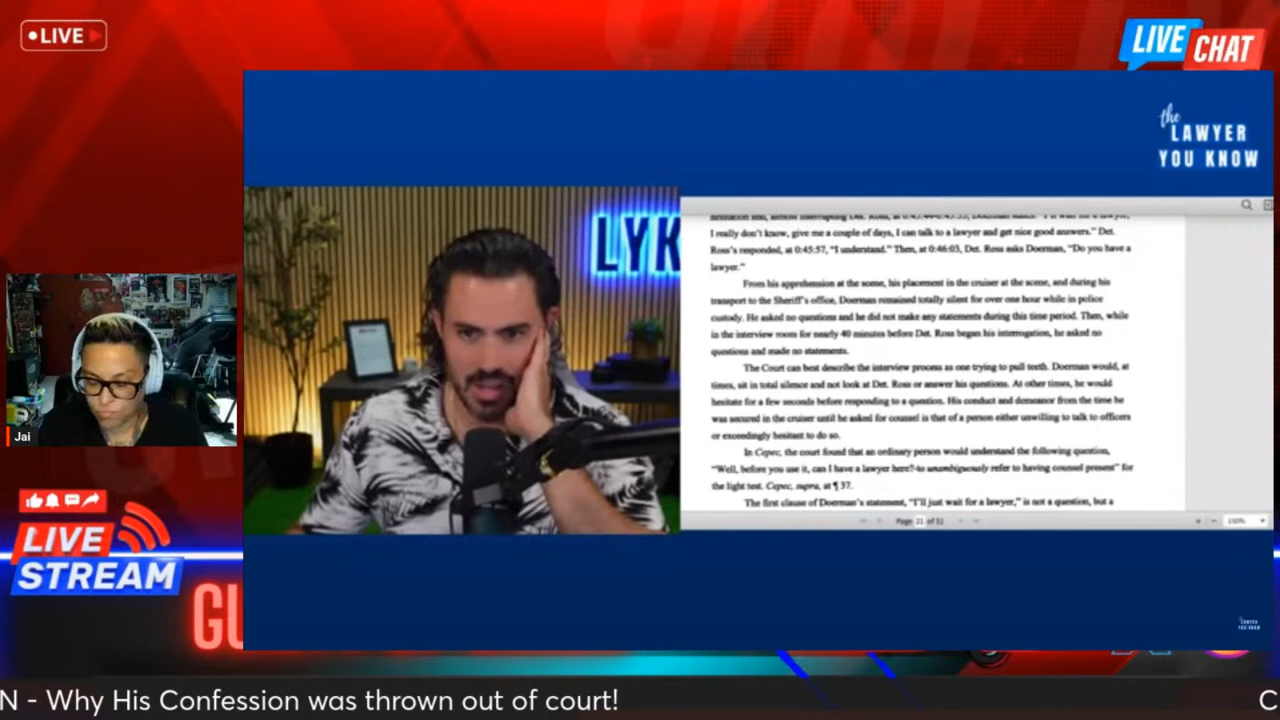 LIVE
LIVE CHAT
the
LAWYER
YOU KNOW
LYK
I really don't know, give me a couple of days, I can talk to a lawyer and get nice good answers." Det.
Ross's responded, at 0:45:57, "I understand." Then, at 0:46:03, Det. Ross asks Doerman, "Do you have a
lawyer."
From his apprehension at the scene, his placement in the cruiser at the scene, and during his
transport to the Sheriff's office, Doerman remained totally silent for over one hour while in police
custody. He asked no questions and he did not make any statements during this time period. Then, while
in the interview room for nearly 40 minutes before Det. Ross began his interrogation, he asked no
questions and made no statements.
The Court can best describe the interview process as one trying to pull teeth. Doerman would, at
times, sit in total silence and not look at Det. Ross or answer his questions. At other times, he would
hesitate for a few seconds before responding to a question. His conduct and demeanor from the time he
was secured in the cruiser until he asked for counsel is that of a person either unwilling to talk to officers
or exceedingly hesitant to do so.
In Cepec, the court found that an ordinary person would understand the following question,
"Well, before you use it, can I have a lawyer here?-to unambiguously refer to having counsel present" for
the light test. Cepec, supra, at ¶ 37.
The first clause of Doerman's statement, "I'll just wait for a lawyer," is not a question, but a
Page 21 of 31
150%
Jai
LIVE
STREAM
GU
LAWYER
YOU KNOW
N - Why His Confession was thrown out of court!
C